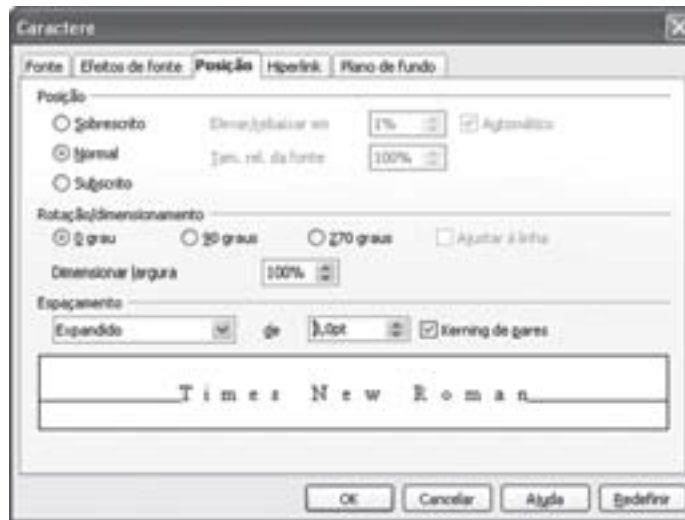 Caractere
Fonte Efeitos de fonte Posição Hiperlink Plano de fundo
Posição
Sobrescrito Elevar/rebaixar em 1% Automático
Normal Tam. rel. da fonte 100%
Subscrito
Rotação/dimensionamento
0 grau 90 graus 270 graus Ajustar à linha
Dimensionar largura 100%
Espaçamento
Expandido de ,0pt Kerning de pares
Times New Roman
OK Cancelar Ajuda Redefinir